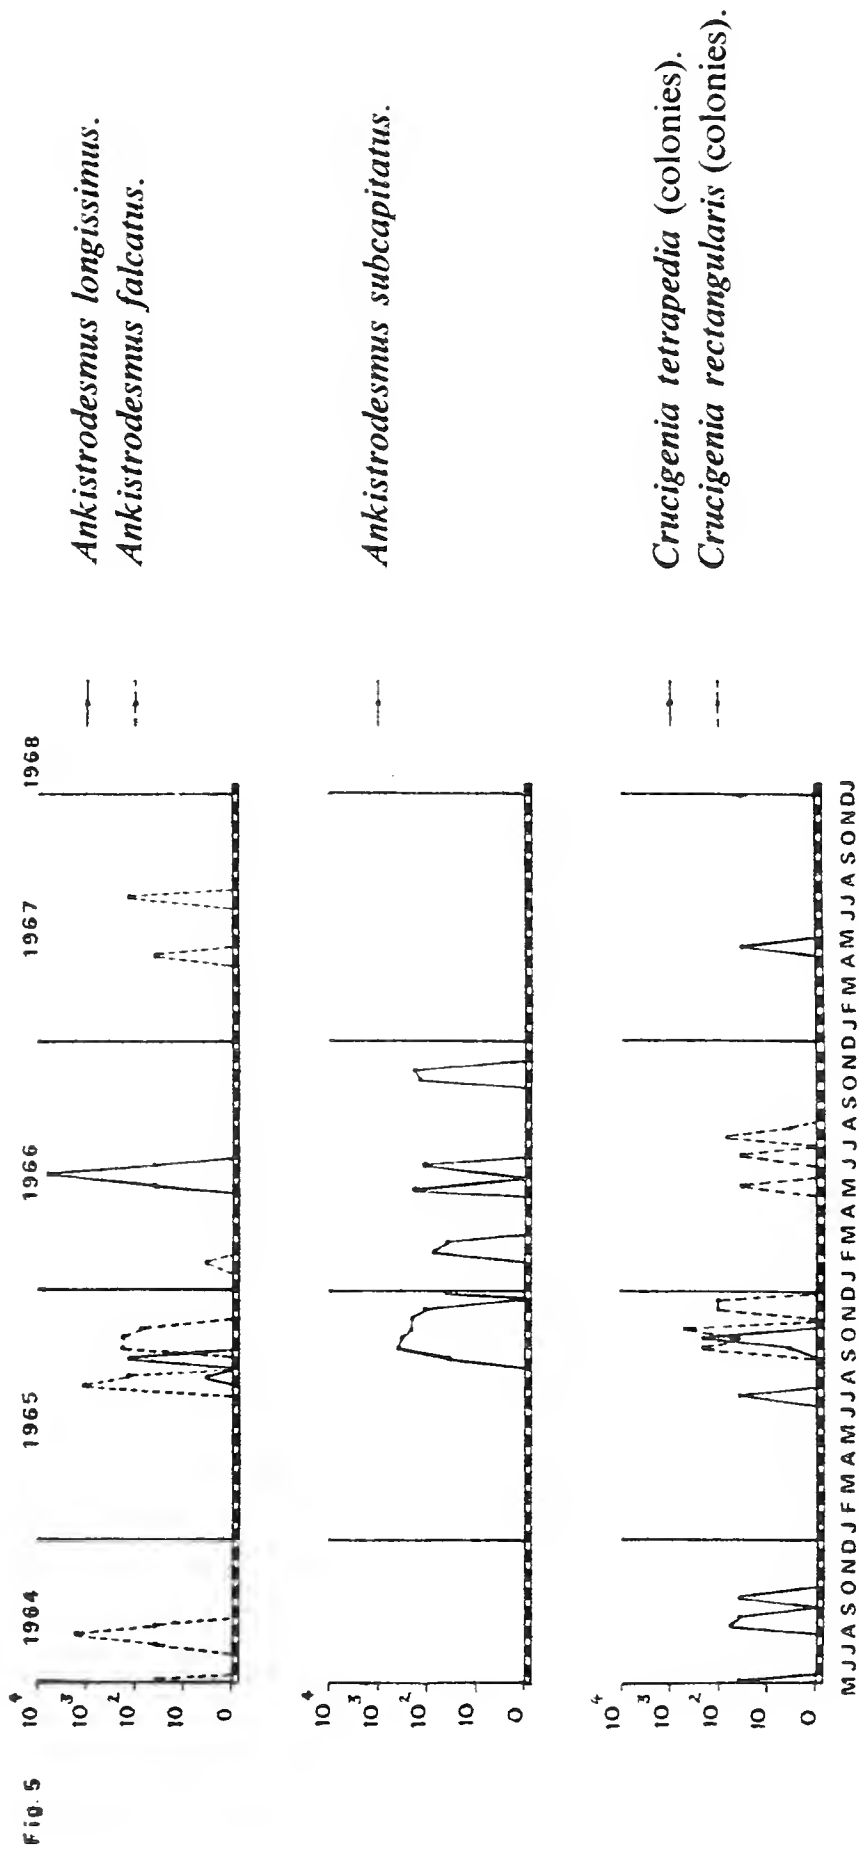 Fig. 5
1964 1965 1966 1967 1968
10⁴
10³
10²
10
0
Ankistrodesmus longissimus.
Ankistrodesmus falcatus.
10⁴
10³
10²
10
0
Ankistrodesmus subcapitatus.
10⁴
10³
10²
10
0
Crucigenia tetrapedia (colonies).
Crucigenia rectangularis (colonies).
M J J A S O N D J F M A M J J A S O N D J F M A M J J A S O N D J F M A M J J A S O N D J